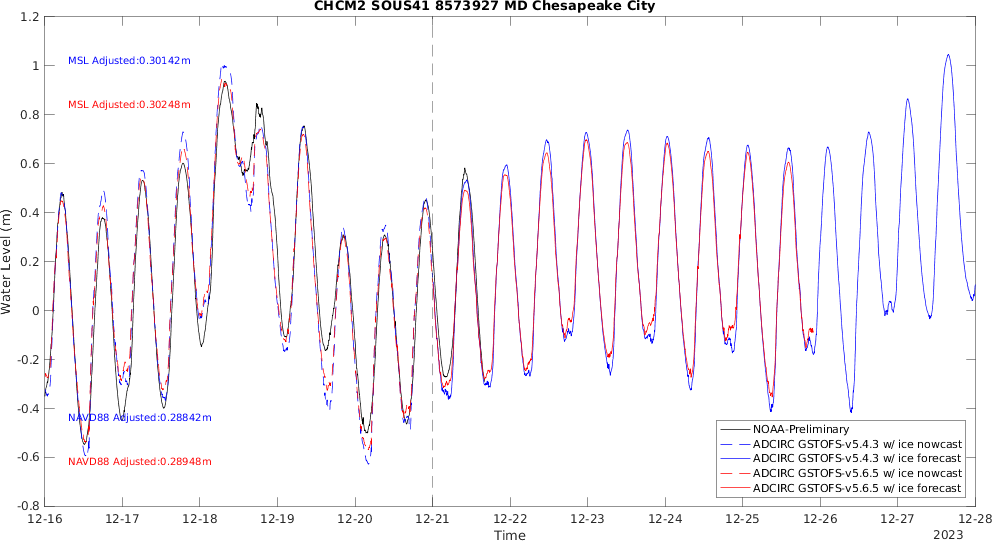 CHCM2 SOUS41 8573927 MD Chesapeake City
1.2
1
0.8
0.6
0.4
0.2
0
-0.2
-0.4
-0.6
-0.8
Water Level (m)
MSL Adjusted:0.30142m
MSL Adjusted:0.30248m
NAVD88 Adjusted:0.28842m
NAVD88 Adjusted:0.28948m
NOAA-Preliminary
ADCIRC GSTOFS-v5.4.3 w/ ice nowcast
ADCIRC GSTOFS-v5.4.3 w/ ice forecast
ADCIRC GSTOFS-v5.6.5 w/ ice nowcast
ADCIRC GSTOFS-v5.6.5 w/ ice forecast
12-16 12-17 12-18 12-19 12-20 12-21 12-22 12-23 12-24 12-25 12-26 12-27 12-28
Time
2023